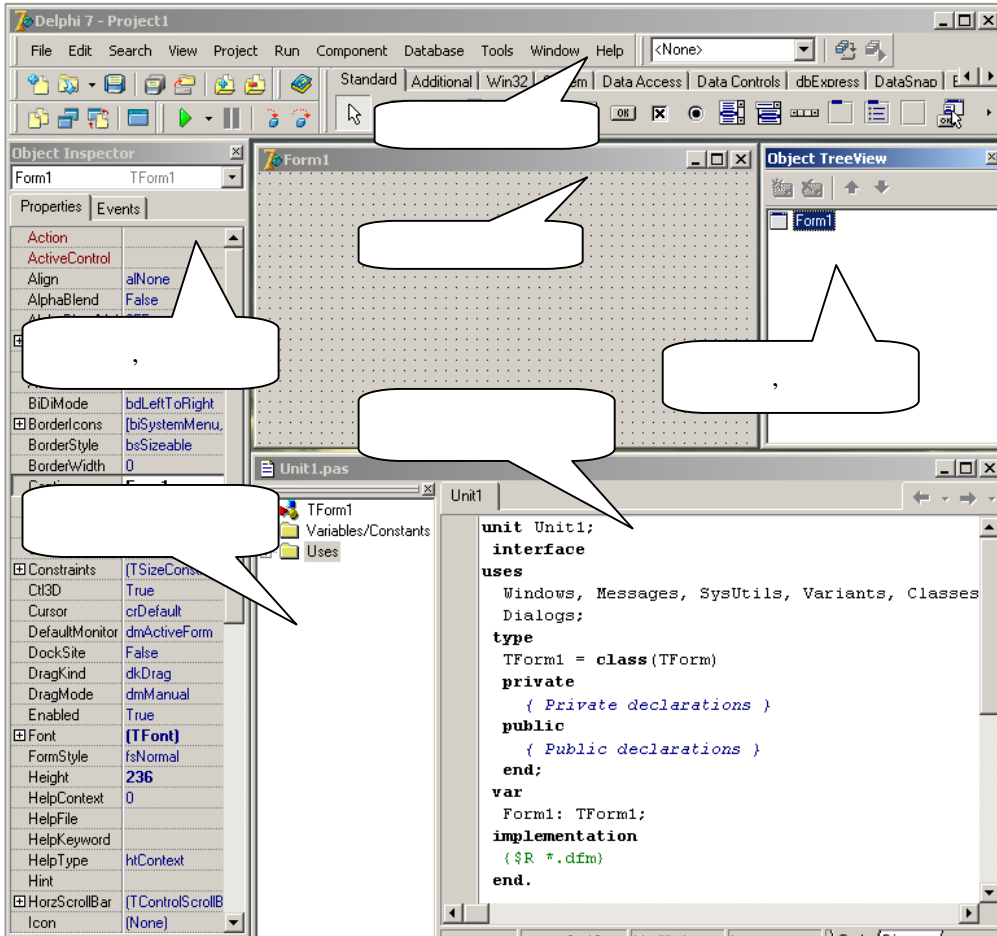 Delphi 7 - Project1
File Edit Search View Project Run Component Database Tools Window Help <None>
Standard Additional Win32 Data Access Data Controls dbExpress DataSnap
OK
Object Inspector
Form1 TForm1
Properties Events
Action
ActiveControl
Align alNone
AlphaBlend False
,
BiDiMode bdLeftToRight
BorderIcons [biSystemMenu,
BorderStyle bsSizeable
BorderWidth 0
Constraints
Ctl3D True
Cursor crDefault
DefaultMonitor dmActiveForm
DockSite False
DragKind dkDrag
DragMode dmManual
Enabled True
Font (TFont)
FormStyle fsNormal
Height 236
HelpContext 0
HelpFile
HelpKeyword
HelpType htContext
Hint
HorzScrollBar (TControlScrollB
Icon (None)
Form1
Object TreeView
Form1
,
Unit1.pas
TForm1
Variables/Constants
Uses
Unit1
unit Unit1;
interface
uses
Windows, Messages, SysUtils, Variants, Classes
Dialogs;
type
TForm1 = class(TForm)
private
{ Private declarations }
public
{ Public declarations }
end;
var
Form1: TForm1;
implementation
{$R *.dfm}
end.